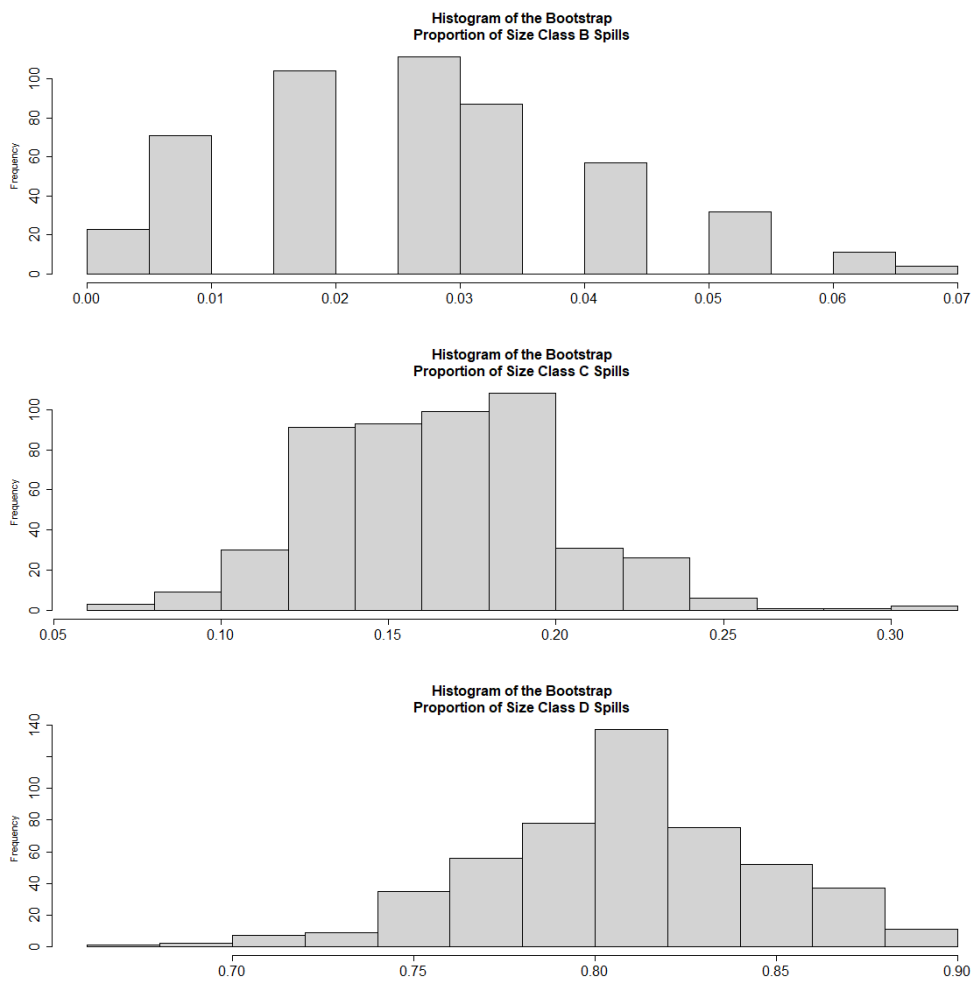 Histogram of the Bootstrap
Proportion of Size Class B Spills
Frequency
100
80
60
40
20
0
0.00 0.01 0.02 0.03 0.04 0.05 0.06 0.07
Histogram of the Bootstrap
Proportion of Size Class C Spills
Frequency
100
80
60
40
20
0
0.05 0.10 0.15 0.20 0.25 0.30
Histogram of the Bootstrap
Proportion of Size Class D Spills
Frequency
140
100
80
60
40
20
0
0.70 0.75 0.80 0.85 0.90